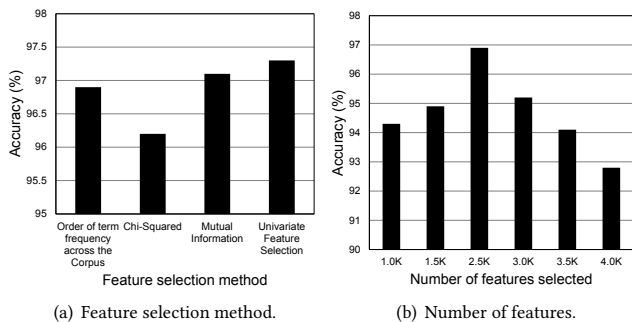 98
97.5
97
96.5
96
95.5
95
Accuracy (%)
Order of term
frequency
across the
Corpus
Chi-Squared
Mutual
Information
Univariate
Feature
Selection
Feature selection method
(a) Feature selection method.
98
97
96
95
94
93
92
91
90
Accuracy (%)
1.0K 1.5K 2.5K 3.0K 3.5K 4.0K
Number of features selected
(b) Number of features.